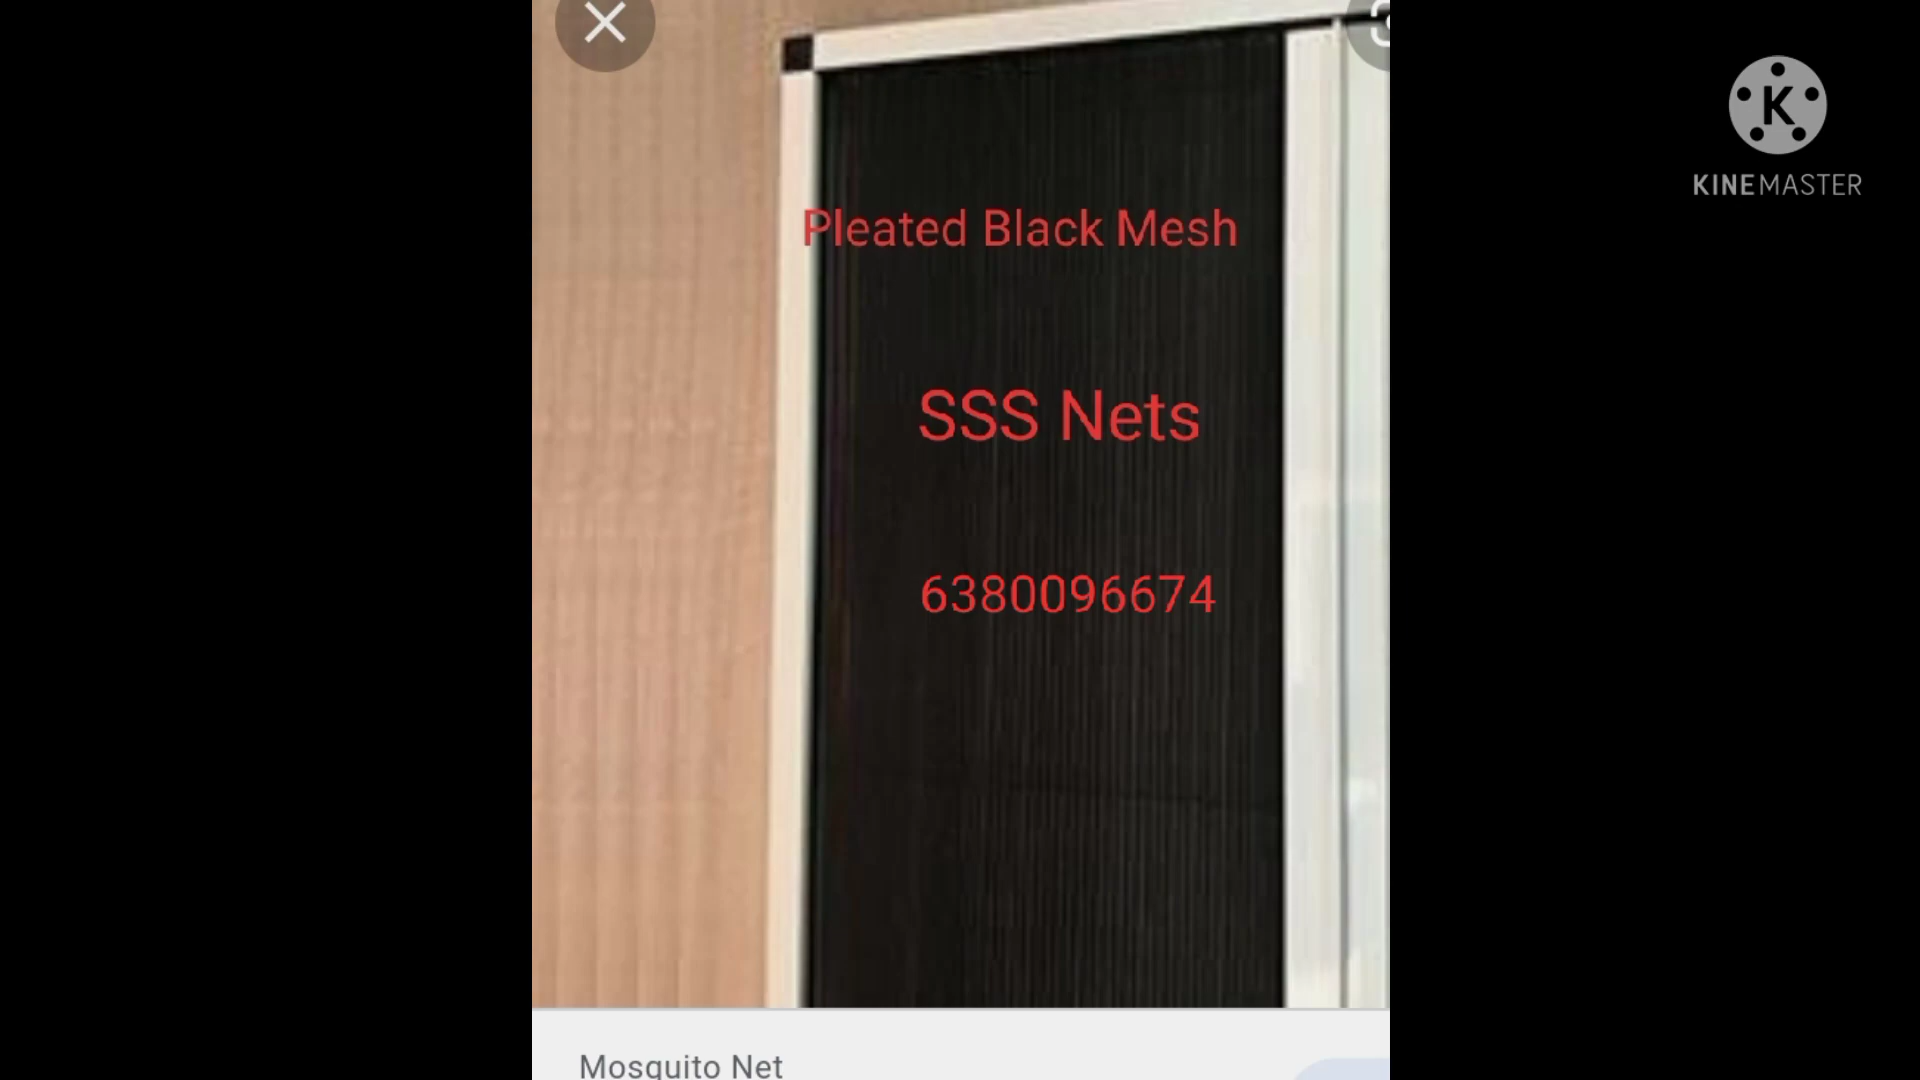 KINEMASTER
Pleated Black Mesh
SSS Nets
6380096674
Mosquito Net